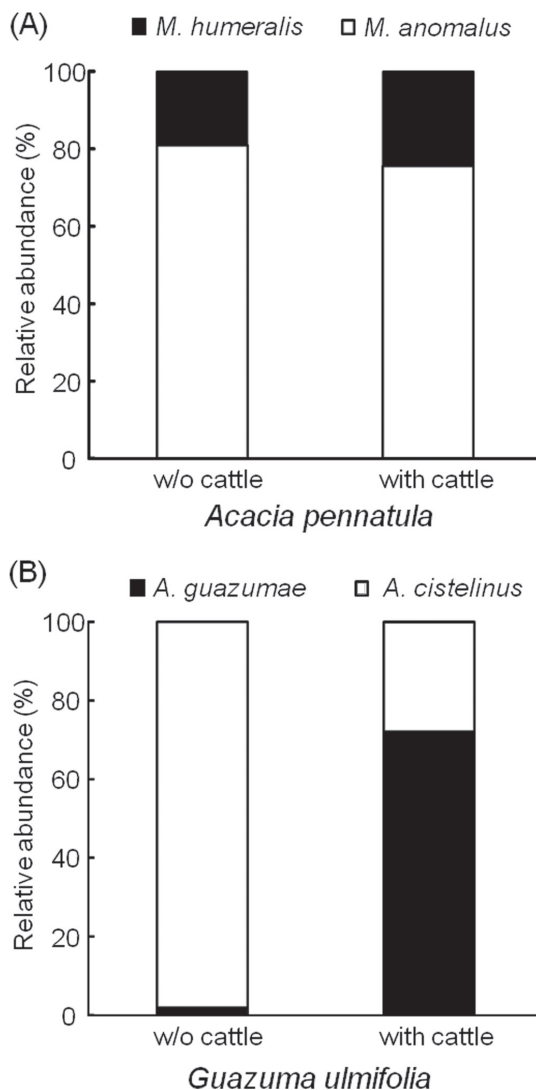 (A)
M. humeralis M. anomalus
Relative abundance (%)
100
80
60
40
20
0
w/o cattle with cattle
Acacia pennatula
(B)
A. guazumae A. cistelinus
Relative abundance (%)
100
80
60
40
20
0
w/o cattle with cattle
Guazuma ulmifolia